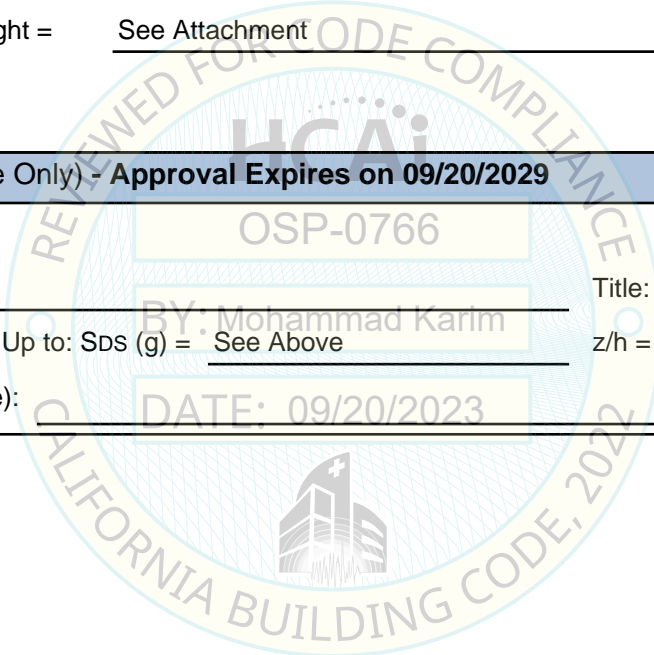 ght = See Attachment
REVIEWED FOR CODE COMPLIANCE
HCAi
e Only) - Approval Expires on 09/20/2029
OSP-0766
Title:
BY: Mohammad Karim
Up to: SDS (g) = See Above z/h =
e):
DATE: 09/20/2023
CALIFORNIA BUILDING CODE, 2022